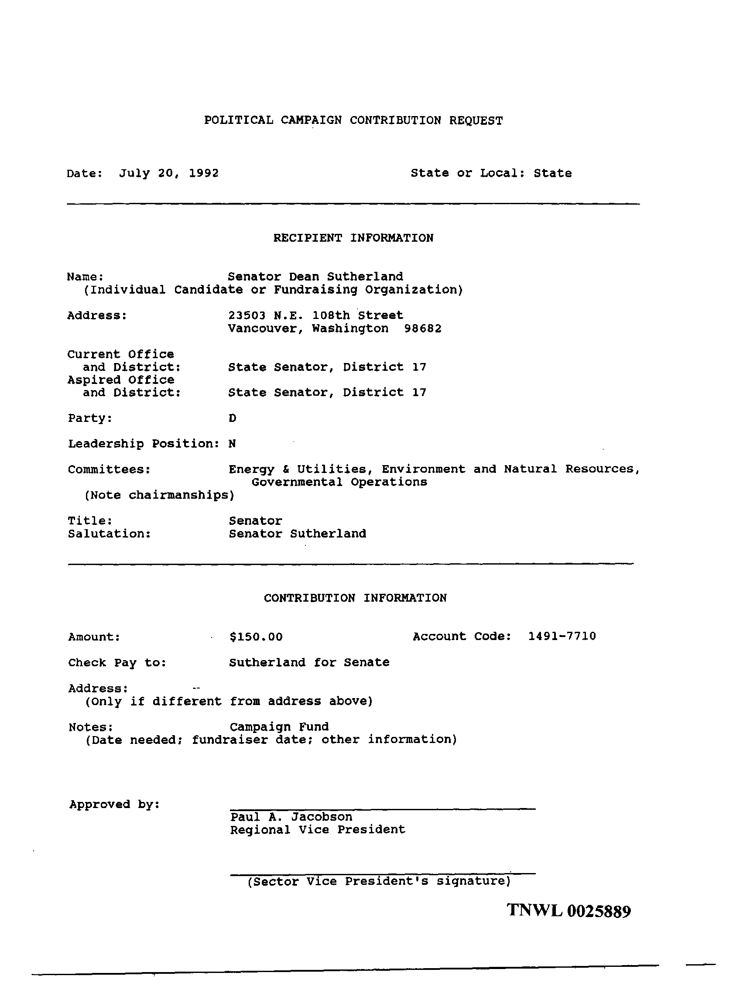 POLITICAL CAMPAIGN CONTRIBUTION REQUEST
Date: July 20, 1992 State or Local: State
RECIPIENT INFORMATION
Name: Senator Dean Sutherland
(Individual Candidate or Fundraising Organization)
Address: 23503 N.E. 108th Street
Vancouver, Washington 98682
Current Office
and District: State Senator, District 17
Aspired Office
and District: State Senator, District 17
Party: D
Leadership Position: N
Committees: Energy & Utilities, Environment and Natural Resources,
Governmental Operations
(Note chairmanships)
Title: Senator
Salutation: Senator Sutherland
CONTRIBUTION INFORMATION
Amount: $150.00 Account Code: 1491-7710
Check Pay to: Sutherland for Senate
Address: --
(Only if different from address above)
Notes: Campaign Fund
(Date needed; fundraiser date; other information)
Approved by:
Paul A. Jacobson
Regional Vice President
(Sector Vice President's signature)
TNWL 0025889